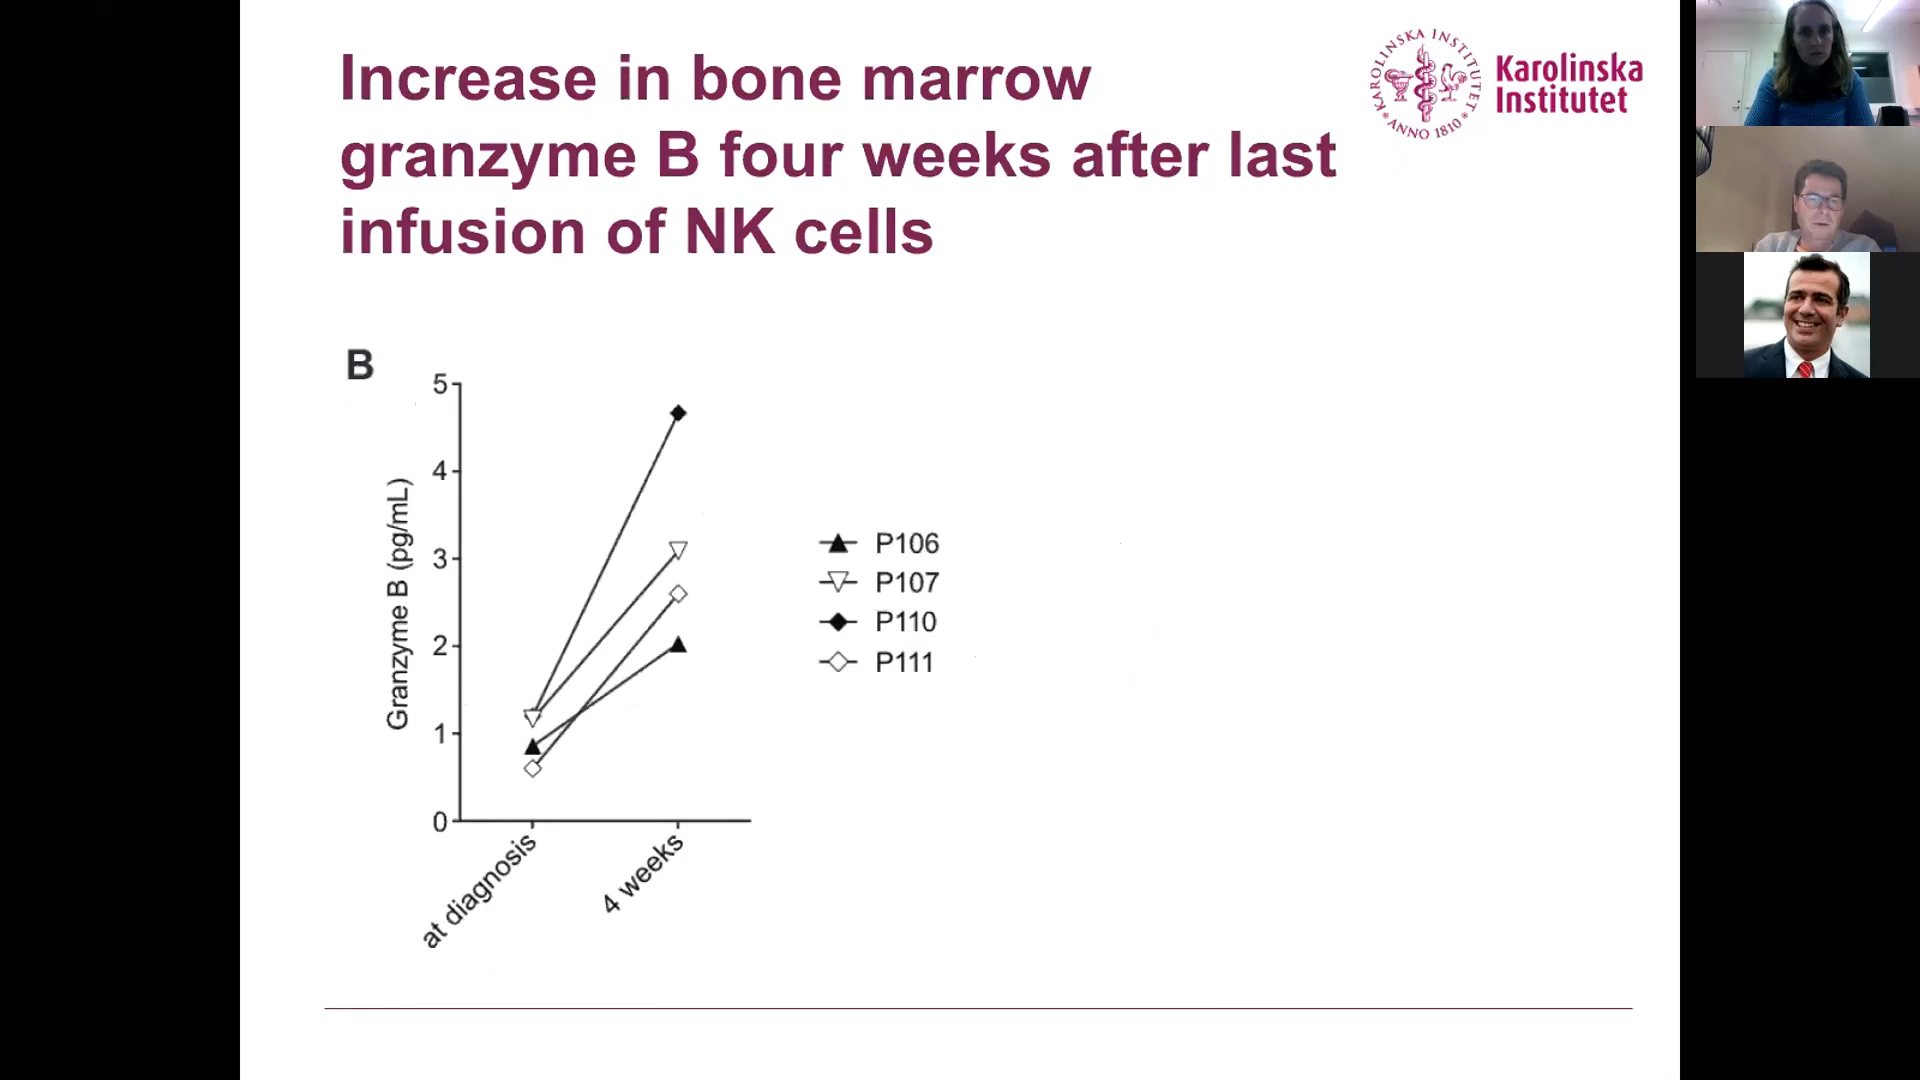 Increase in bone marrow
granzyme B four weeks after last
infusion of NK cells
KAROLINSKA INSTITUTET
ANNO 1810
Karolinska
Institutet
B
Granzyme B (pg/mL)
5
4
3
2
1
0
at diagnosis
4 weeks
P106
P107
P110
P111